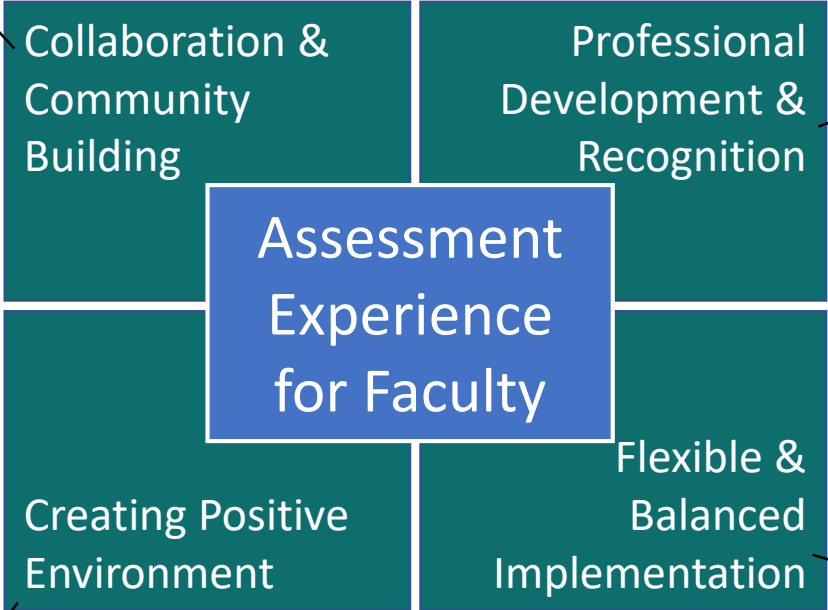 Collaboration &
Community
Building
Professional
Development &
Recognition
Assessment
Experience
for Faculty
Creating Positive
Environment
Flexible &
Balanced
Implementation